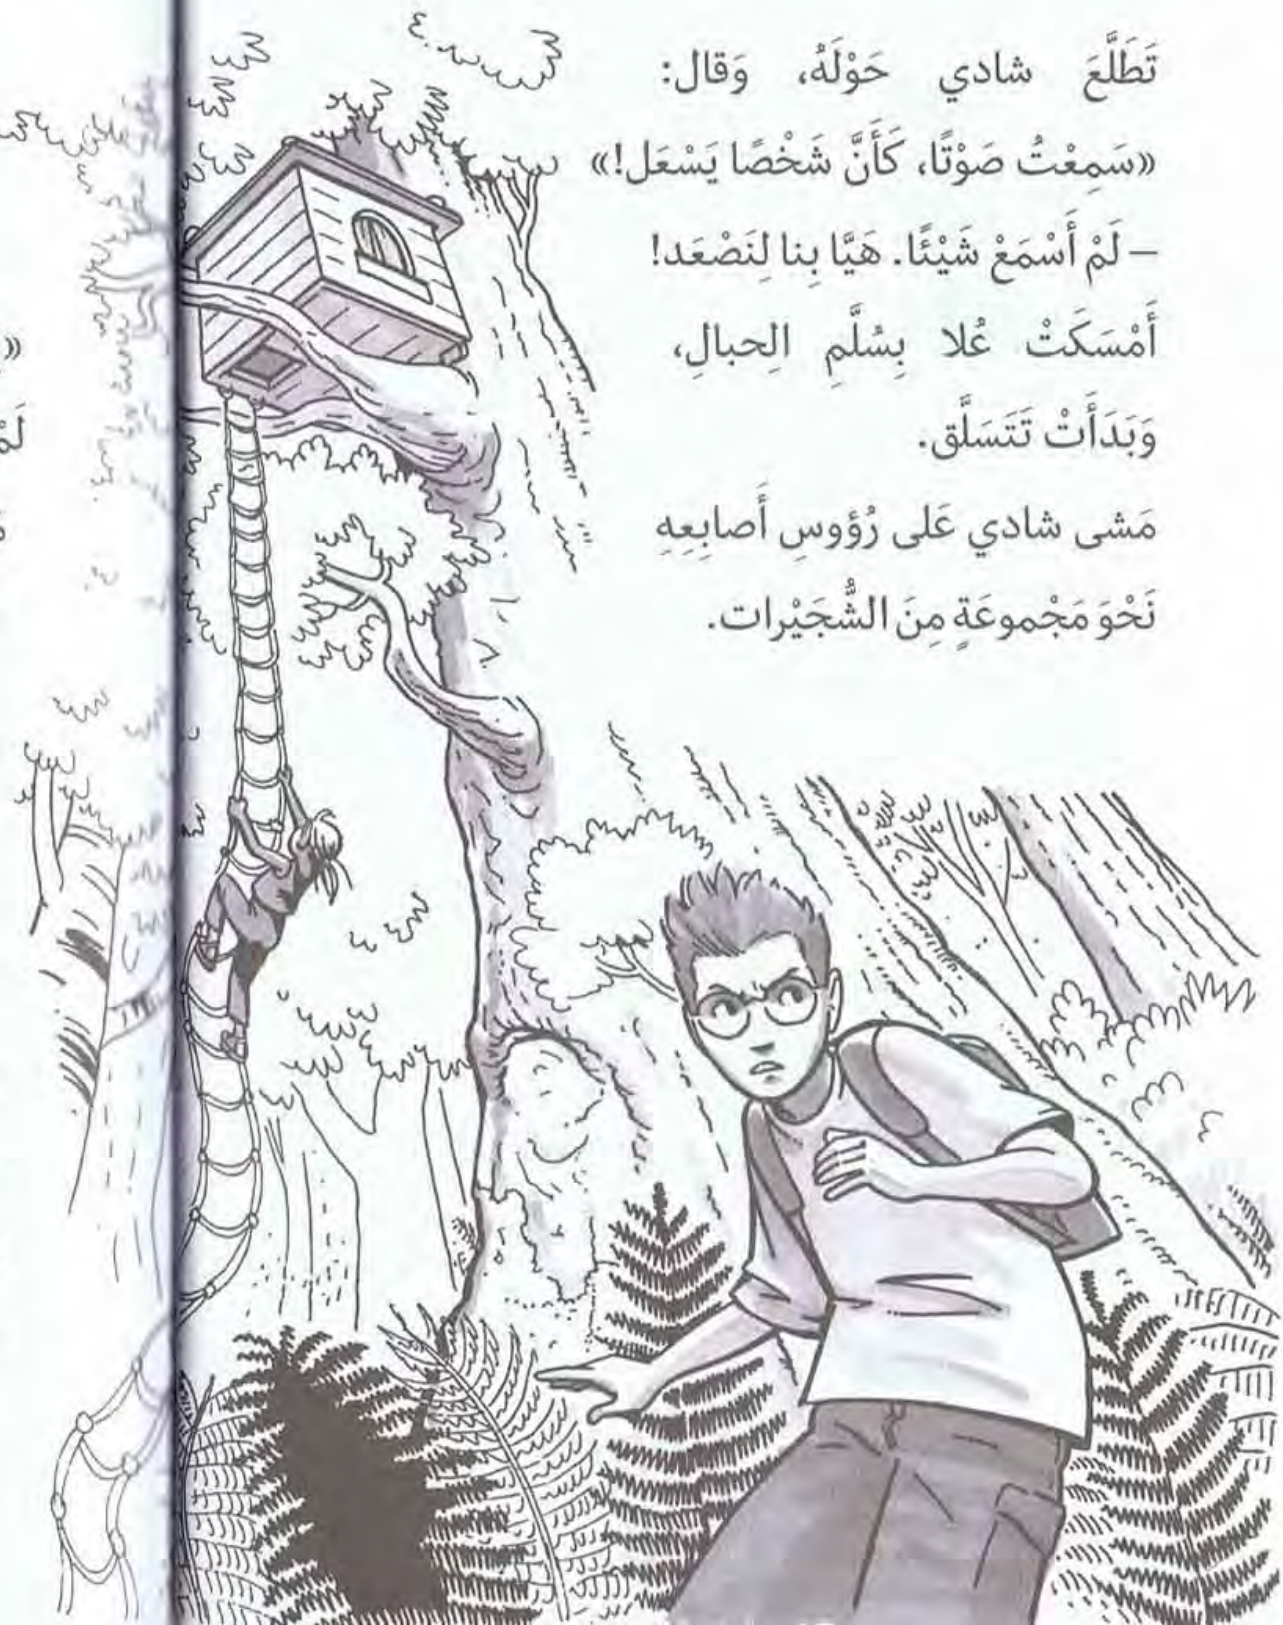 تَطَلَّعَ شادي حَوْلَهُ، وَقال:
«سَمِعْتُ صَوْتًا، كَأَنَّ شَخْصًا يَسْعَل!»
– لَمْ أَسْمَعْ شَيْئًا. هَيَّا بِنا لِنَصْعَد!
أَمْسَكَتْ عُلا بِسُلَّمِ الحِبالِ،
وَبَدَأَتْ تَتَسَلَّق.
مَشى شادي عَلى رُؤوسِ أَصابِعِهِ
نَحْوَ مَجْموعَةٍ مِنَ الشُّجَيْرات.